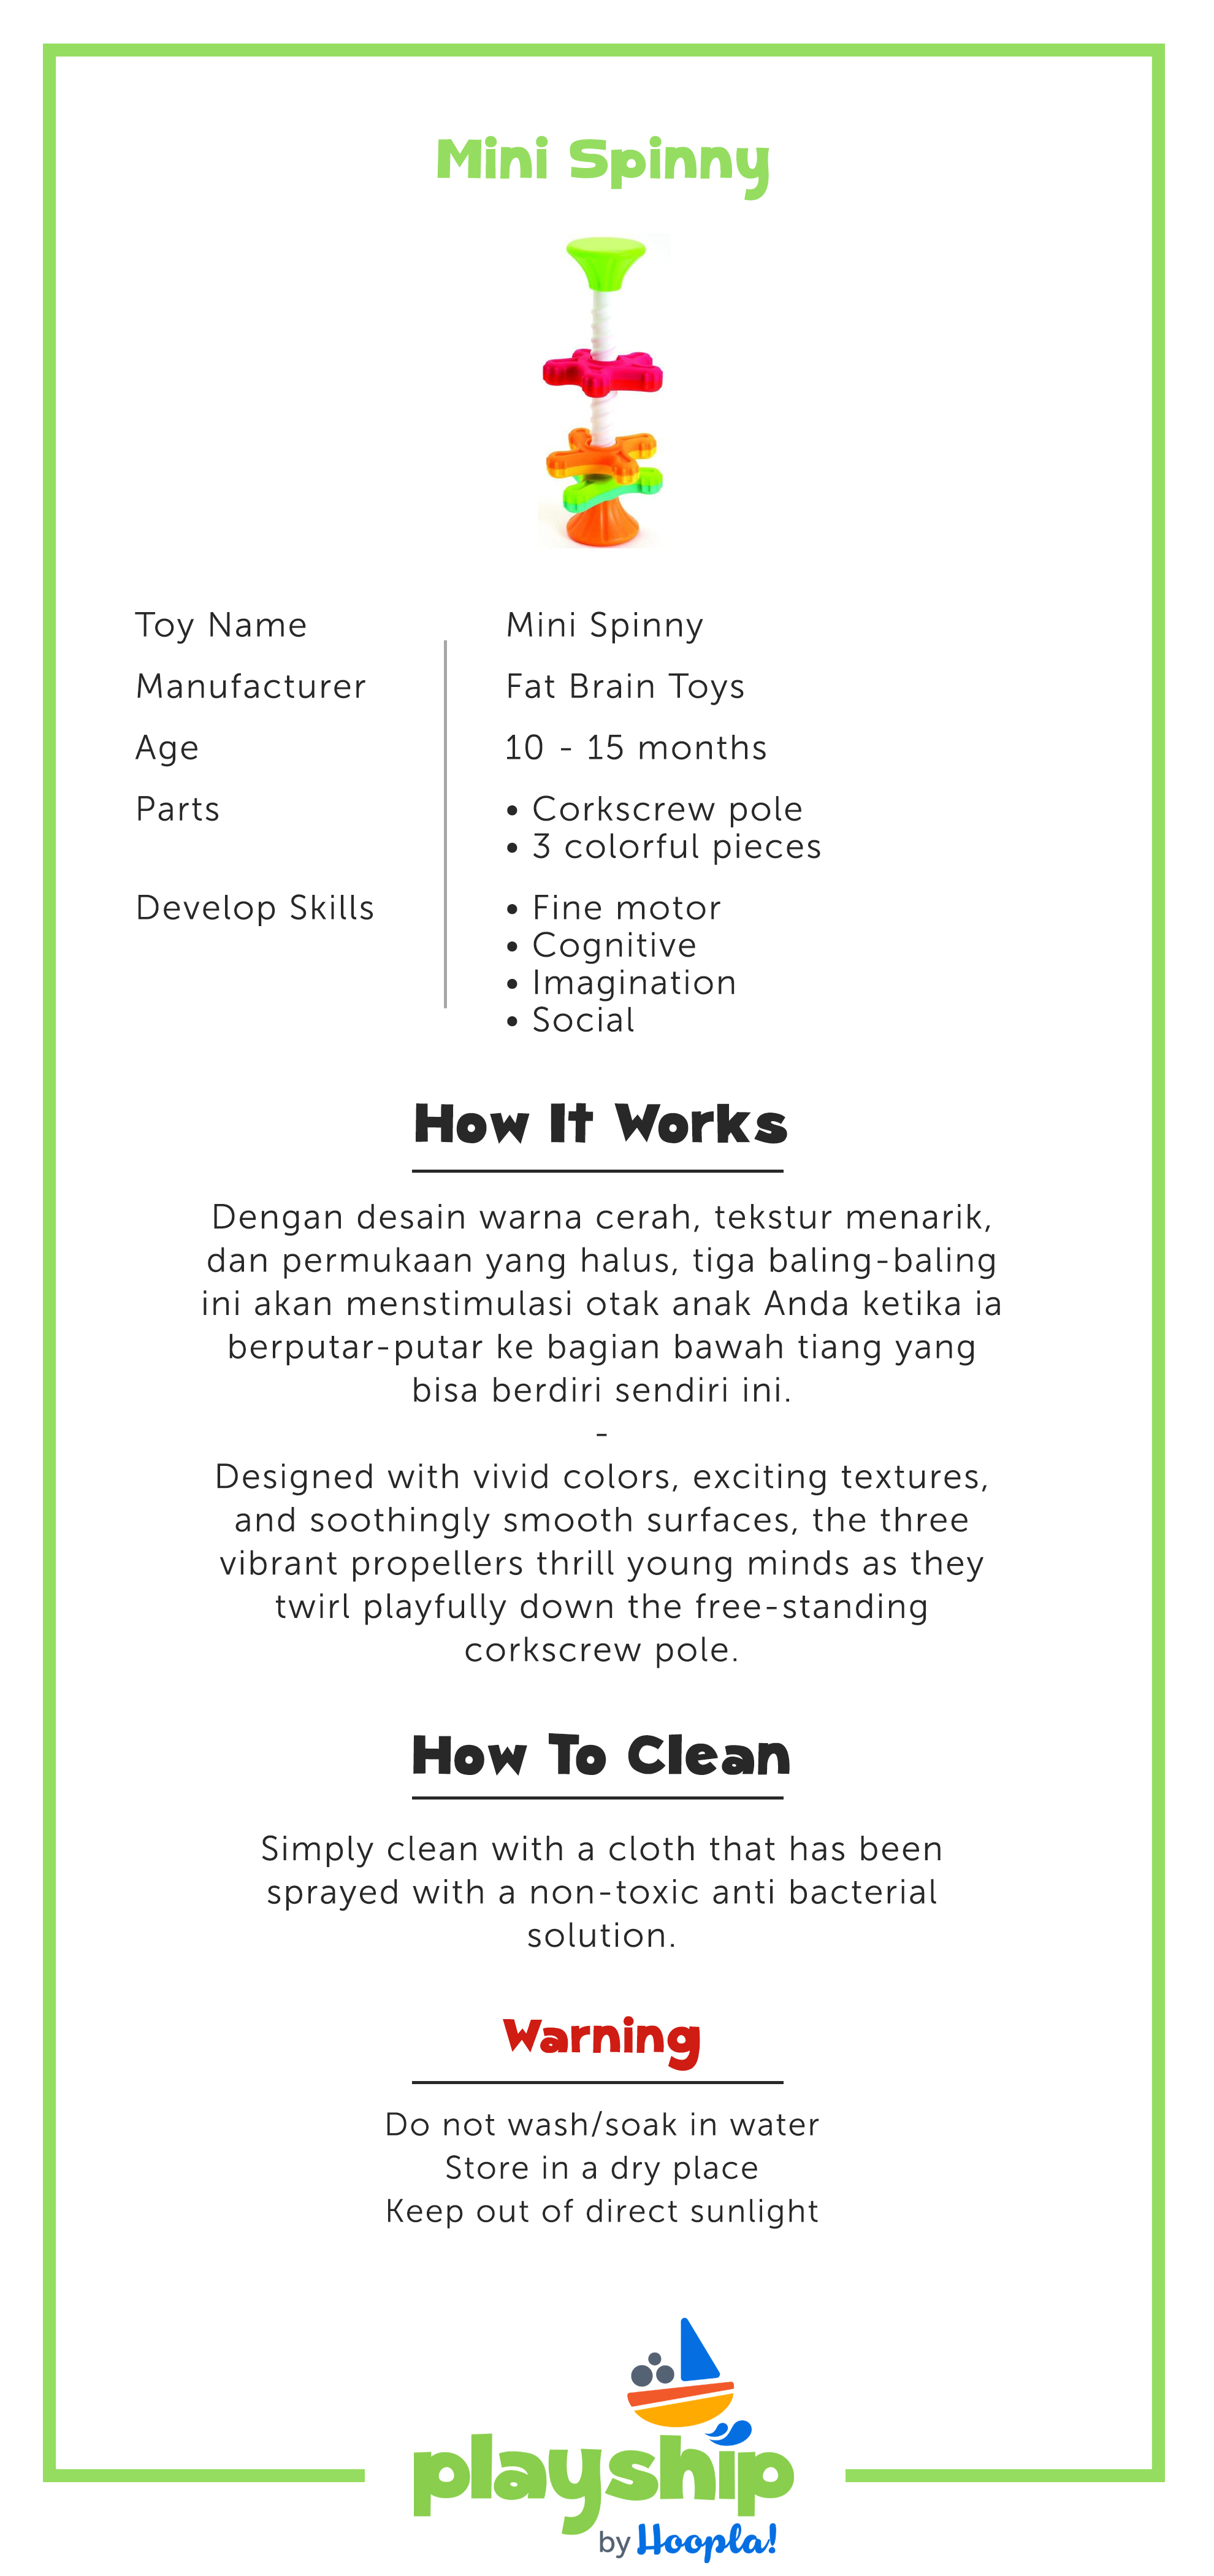 Mini Spinny
Toy Name Mini Spinny
Manufacturer Fat Brain Toys
Age 10 - 15 months
Parts • Corkscrew pole
• 3 colorful pieces
Develop Skills • Fine motor
• Cognitive
• Imagination
• Social
How It Works
Dengan desain warna cerah, tekstur menarik,
dan permukaan yang halus, tiga baling-baling
ini akan menstimulasi otak anak Anda ketika ia
berputar-putar ke bagian bawah tiang yang
bisa berdiri sendiri ini.
-
Designed with vivid colors, exciting textures,
and soothingly smooth surfaces, the three
vibrant propellers thrill young minds as they
twirl playfully down the free-standing
corkscrew pole.
How To Clean
Simply clean with a cloth that has been
sprayed with a non-toxic anti bacterial
solution.
Warning
Do not wash/soak in water
Store in a dry place
Keep out of direct sunlight
playship
by Hoopla!